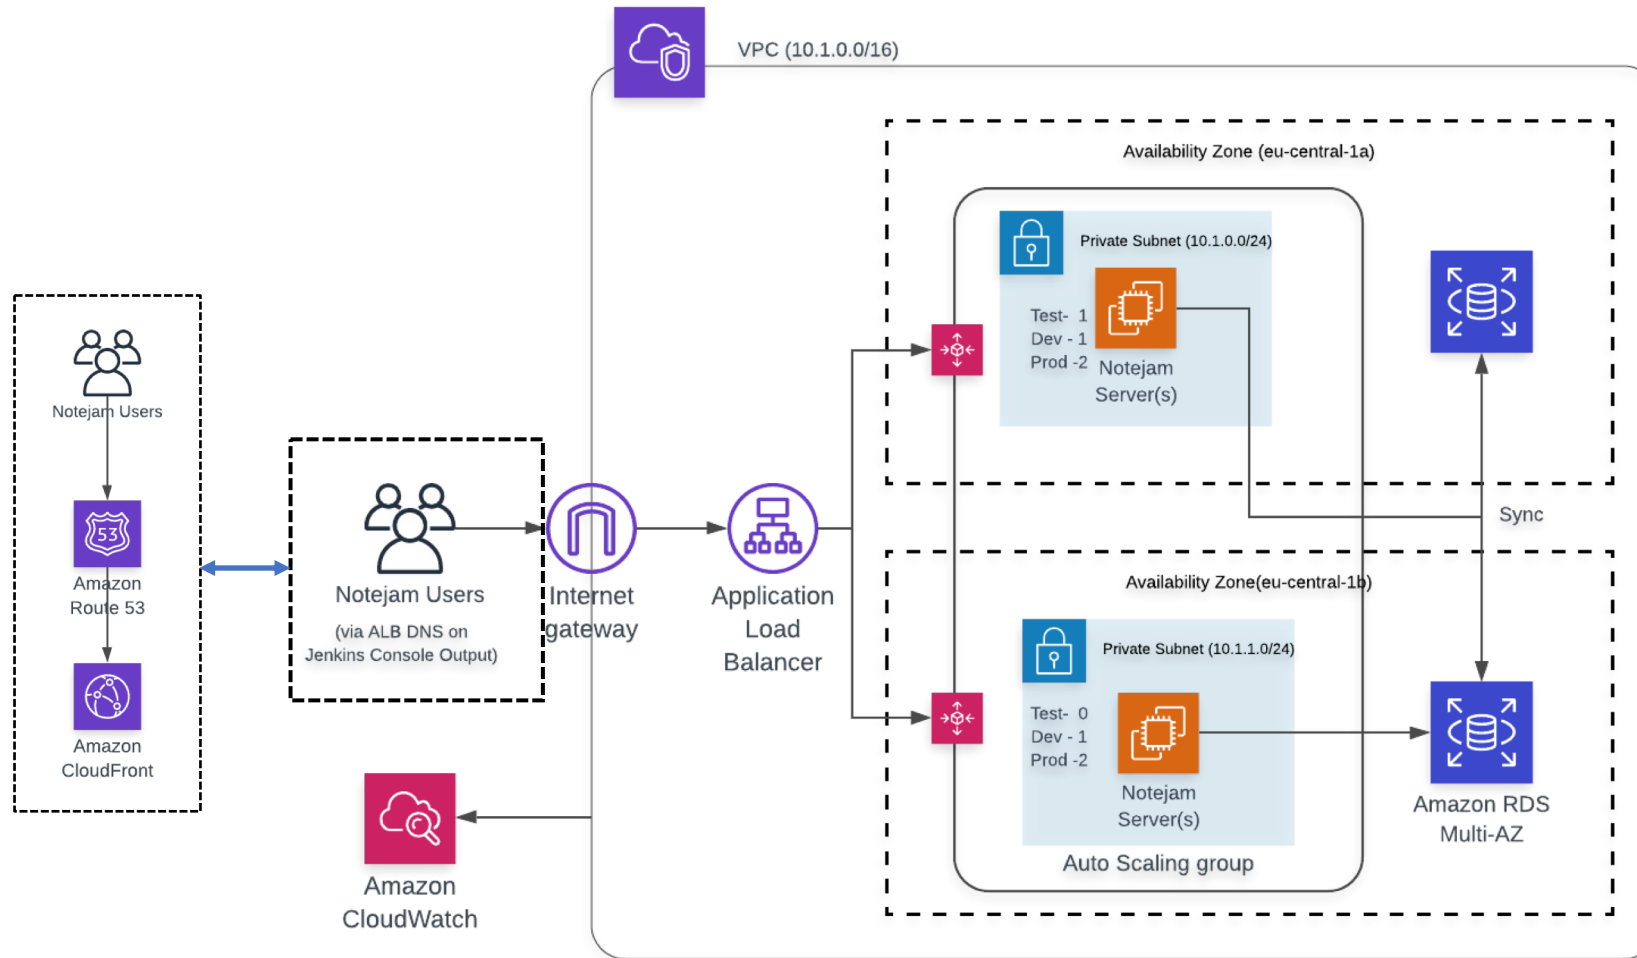 VPC (10.1.0.0/16)
Availability Zone (eu-central-1a)
Private Subnet (10.1.0.0/24)
Test- 1
Dev - 1
Prod -2
Notejam
Server(s)
Notejam Users
53
Amazon
Route 53
Amazon
CloudFront
Notejam Users
(via ALB DNS on
Jenkins Console Output)
Internet
gateway
Application
Load
Balancer
Sync
Availability Zone(eu-central-1b)
Private Subnet (10.1.1.0/24)
Test- 0
Dev - 1
Prod -2
Notejam
Server(s)
Auto Scaling group
Amazon RDS
Multi-AZ
Amazon
CloudWatch